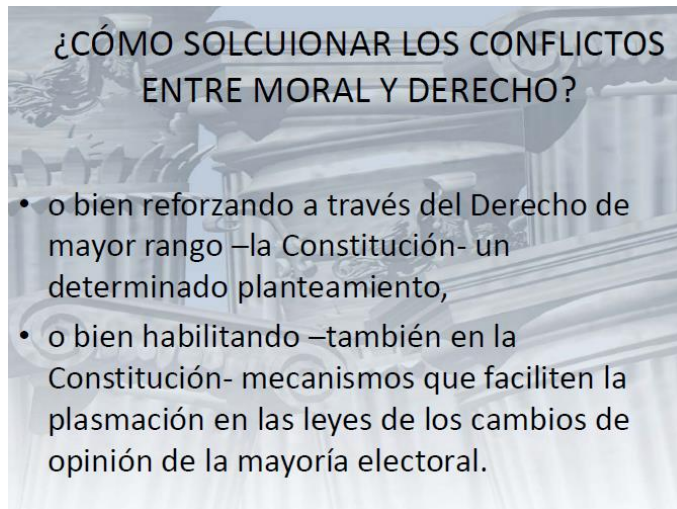 ¿CÓMO SOLCUIONAR LOS CONFLICTOS
ENTRE MORAL Y DERECHO?
• o bien reforzando a través del Derecho de
mayor rango –la Constitución- un
determinado planteamiento,
• o bien habilitando –también en la
Constitución- mecanismos que faciliten la
plasmación en las leyes de los cambios de
opinión de la mayoría electoral.